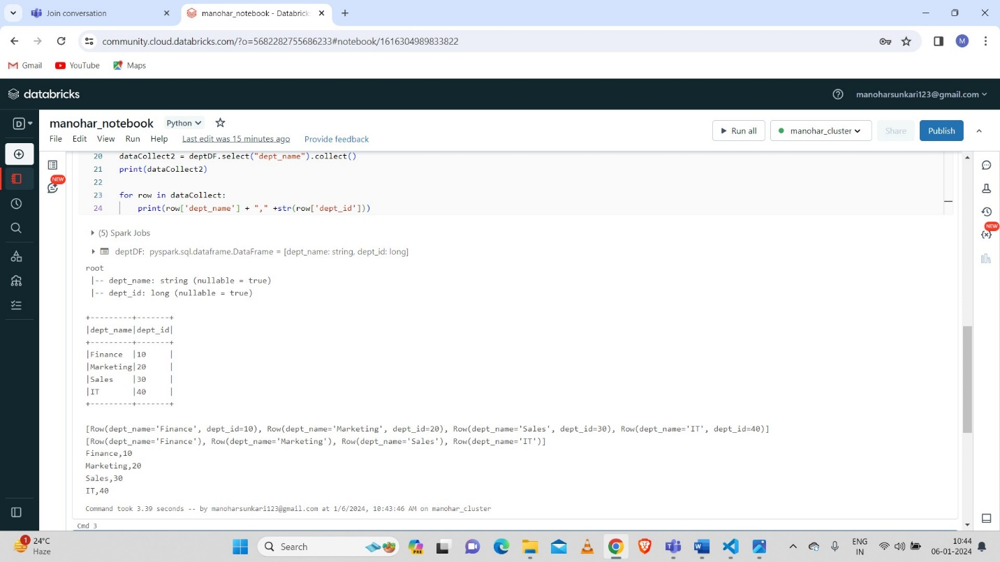 Join conversation
manohar_notebook - Databrick
community.cloud.databricks.com/?o=5682282755686233#notebook/1616304989833822
M
Gmail YouTube Maps
databricks
manoharsunkari123@gmail.com
D
manohar_notebook Python
File Edit View Run Help Last edit was 15 minutes ago Provide feedback
Run all manohar_cluster Share Publish
NEW
NEW
20 dataCollect2 = deptDF.select("dept_name").collect()
21 print(dataCollect2)
22
23 for row in dataCollect:
24 print(row['dept_name'] + "," +str(row['dept_id']))
(5) Spark Jobs
deptDF: pyspark.sql.dataframe.DataFrame = [dept_name: string, dept_id: long]
root
|-- dept_name: string (nullable = true)
|-- dept_id: long (nullable = true)
+---------+-------+
|dept_name|dept_id|
+---------+-------+
|Finance  |10     |
|Marketing|20     |
|Sales    |30     |
|IT       |40     |
+---------+-------+
[Row(dept_name='Finance', dept_id=10), Row(dept_name='Marketing', dept_id=20), Row(dept_name='Sales', dept_id=30), Row(dept_name='IT', dept_id=40)]
[Row(dept_name='Finance'), Row(dept_name='Marketing'), Row(dept_name='Sales'), Row(dept_name='IT')]
Finance,10
Marketing,20
Sales,30
IT,40
Command took 3.39 seconds -- by manoharsunkari123@gmail.com at 1/6/2024, 10:43:46 AM on manohar_cluster
Cmd 3
1
24°C
Haze
Search
PRE
ENG
IN
10:44
06-01-2024